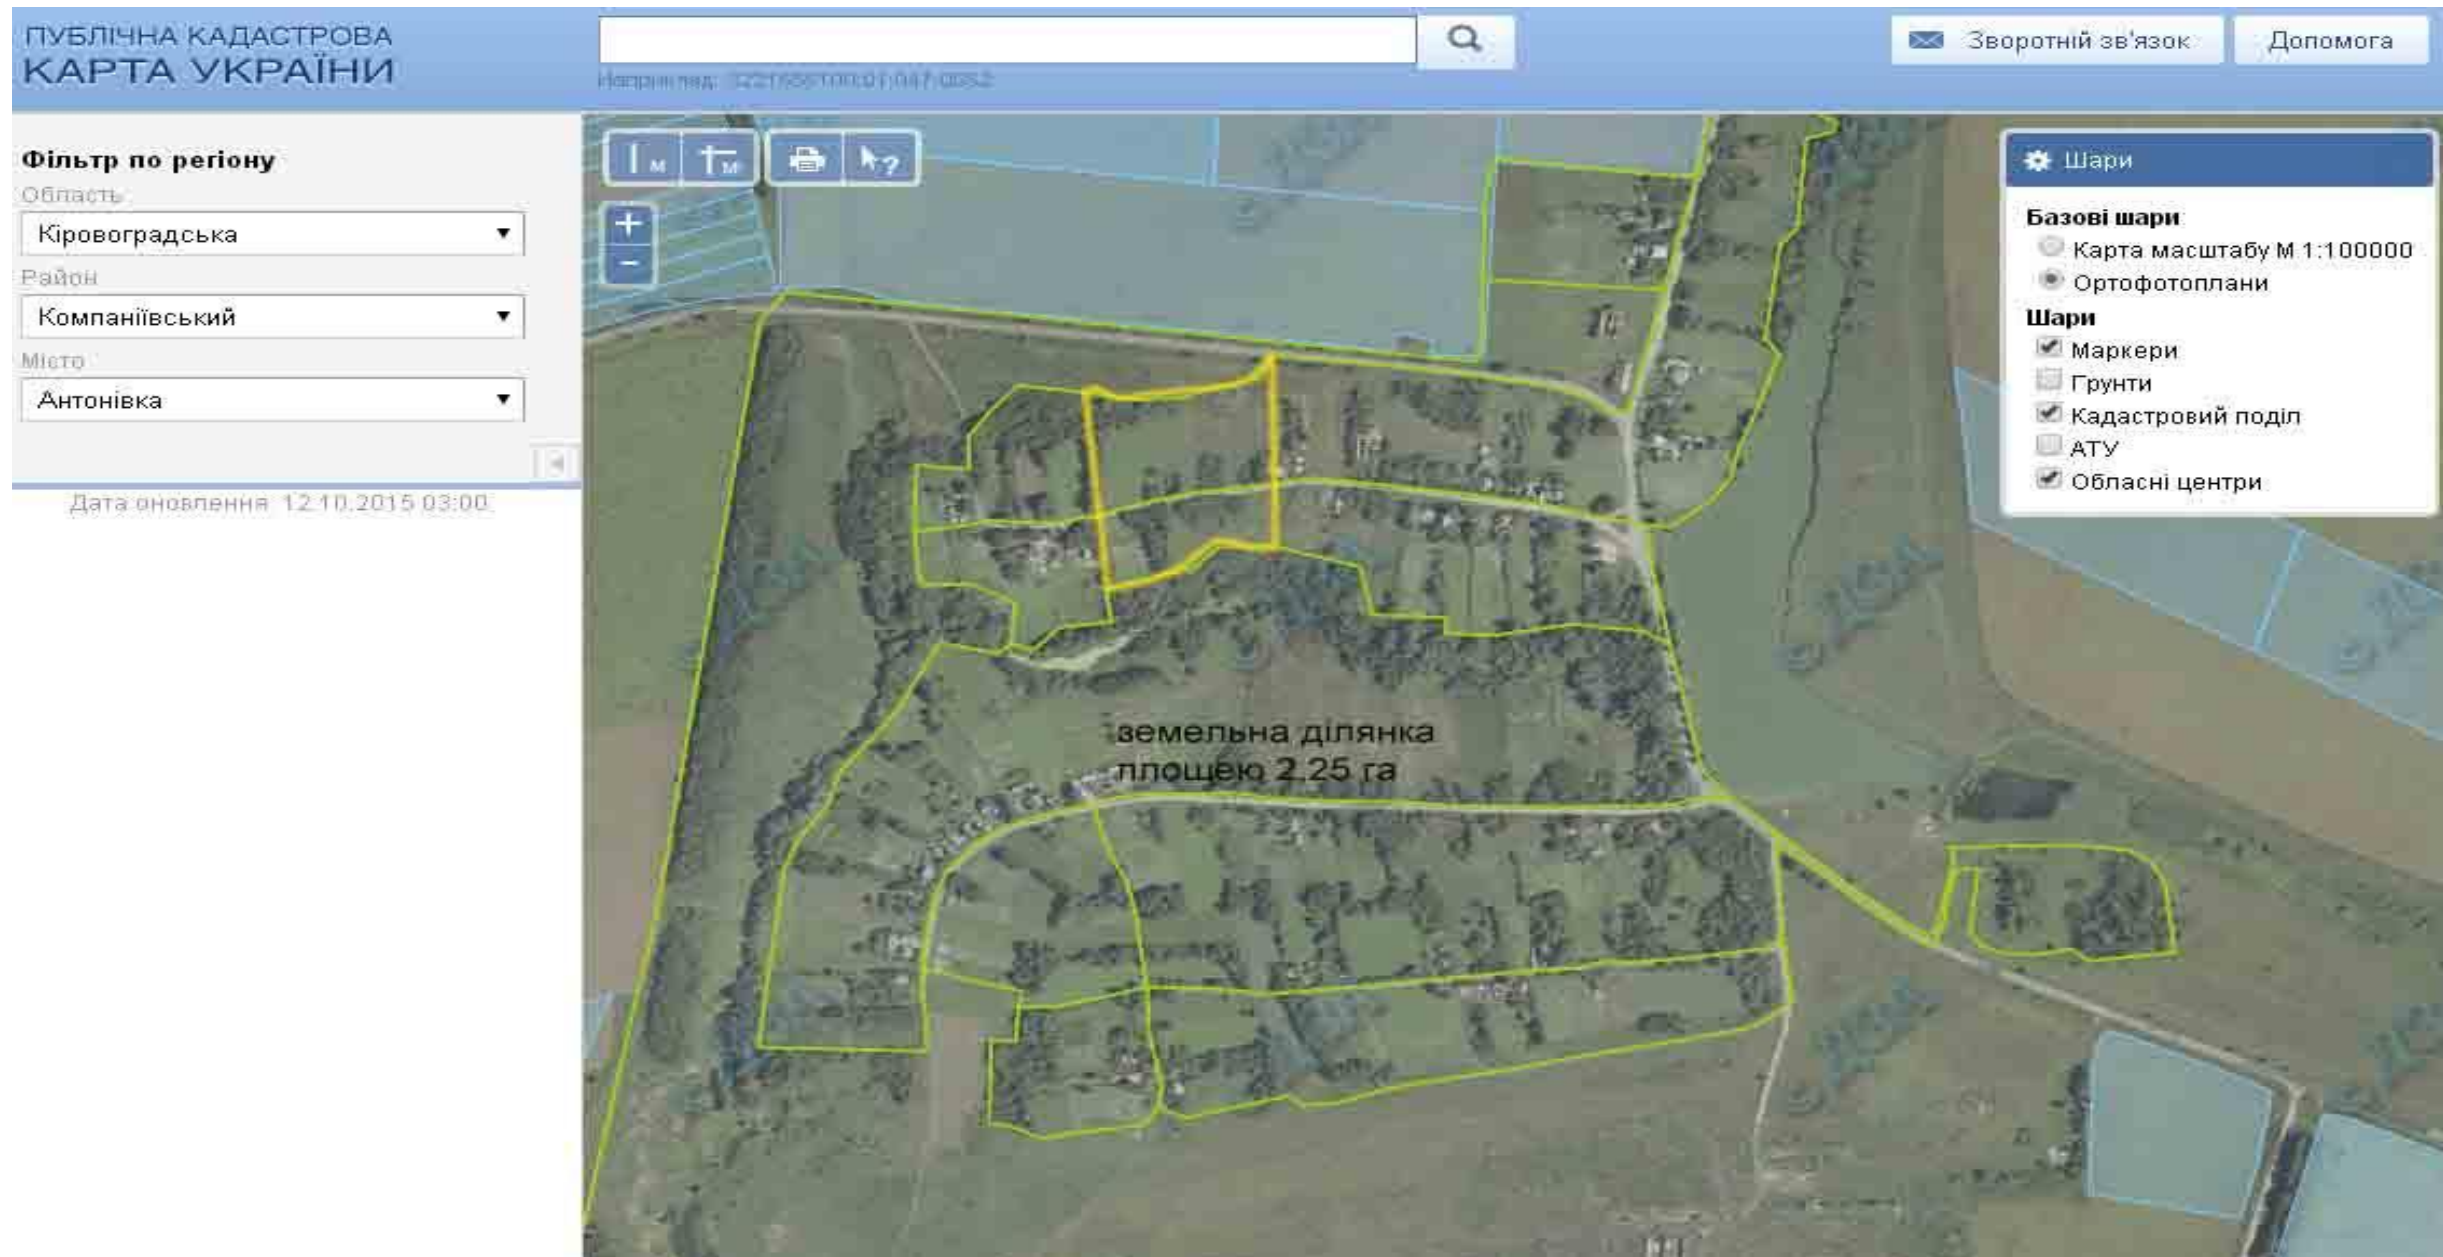 ПУБЛІЧНА КАДАСТРОВА
КАРТА УКРАЇНИ
Зворотній зв'язок
Допомога
Фільтр по регіону
Область
Кіровоградська
Район
Компаніївський
Місто
Антонівка
Дата оновлення 12.10.2015 03:00
м
м²
?
+
−
Шари
Базові шари
Карта масштабу М 1:100000
Ортофотоплани
Шари
Маркери
Грунти
Кадастровий поділ
АТУ
Обласні центри
земельна ділянка
площею 2,25 га